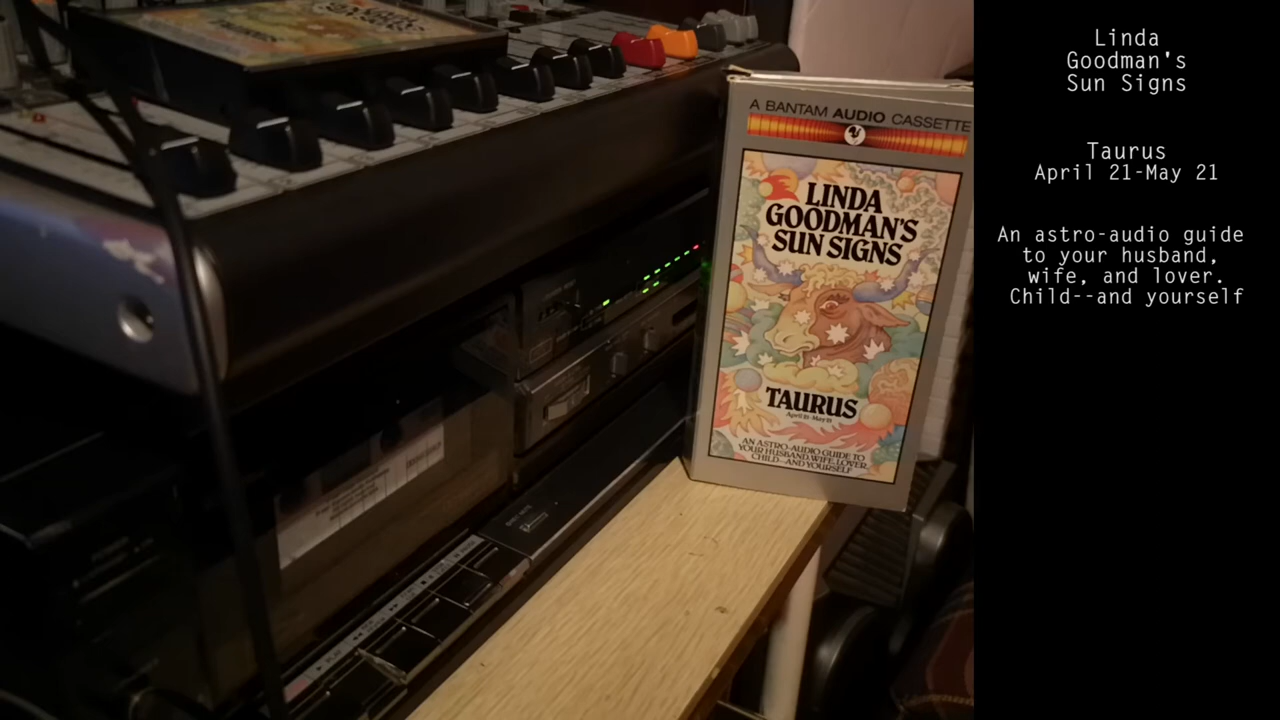 A BANTAM AUDIO CASSETTE
LINDA
GOODMAN'S
SUN SIGNS
TAURUS
AN ASTRO-AUDIO GUIDE TO
YOUR HUSBAND, WIFE, LOVER,
CHILD—AND YOURSELF
Linda
Goodman's
Sun Signs
Taurus
April 21-May 21
An astro-audio guide
to your husband,
wife, and lover.
Child--and yourself